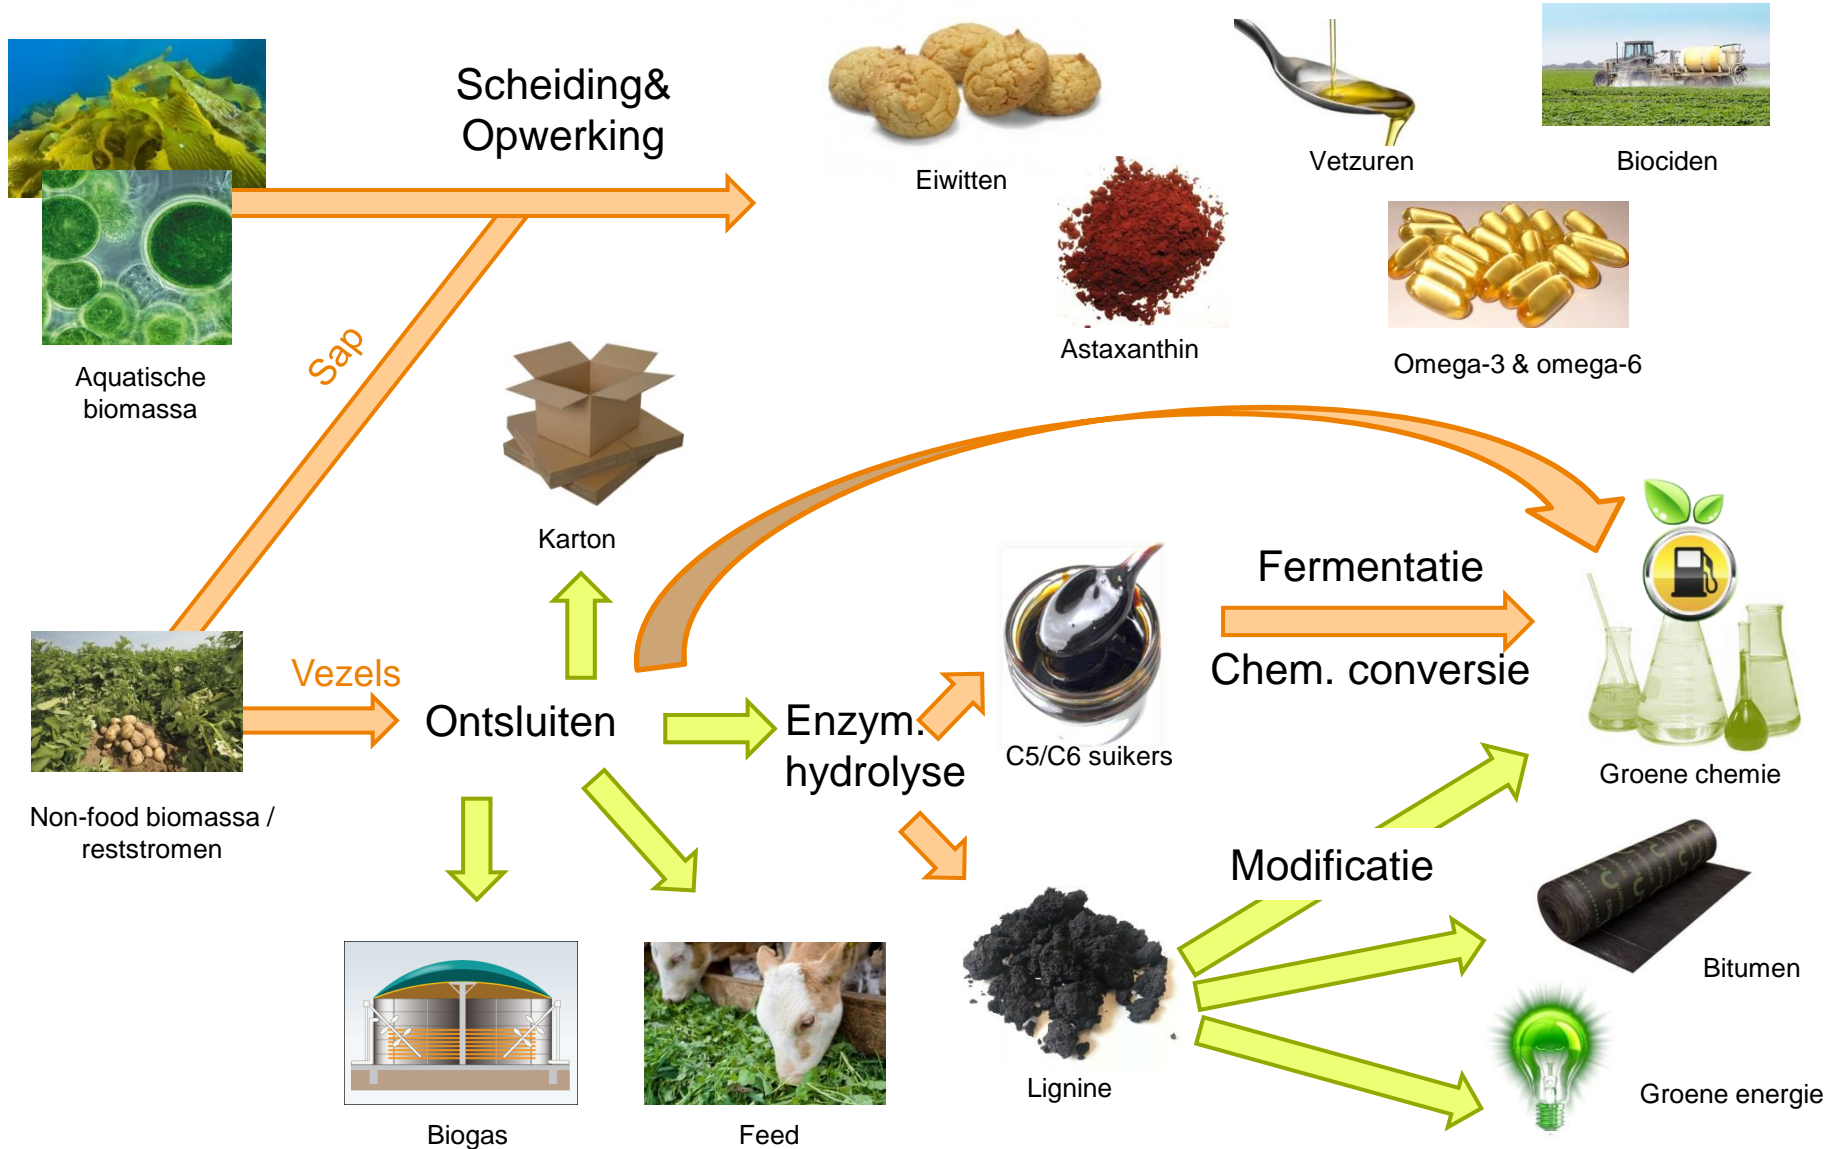 Scheiding&
Opwerking
Eiwitten
Vetzuren
Biociden
Astaxanthin
Omega-3 & omega-6
Aquatische
biomassa
Sap
Karton
Fermentatie
Chem. conversie
Vezels
Ontsluiten
Enzym.
hydrolyse
C5/C6 suikers
Groene chemie
Non-food biomassa /
reststromen
Modificatie
Bitumen
Lignine
Groene energie
Biogas
Feed